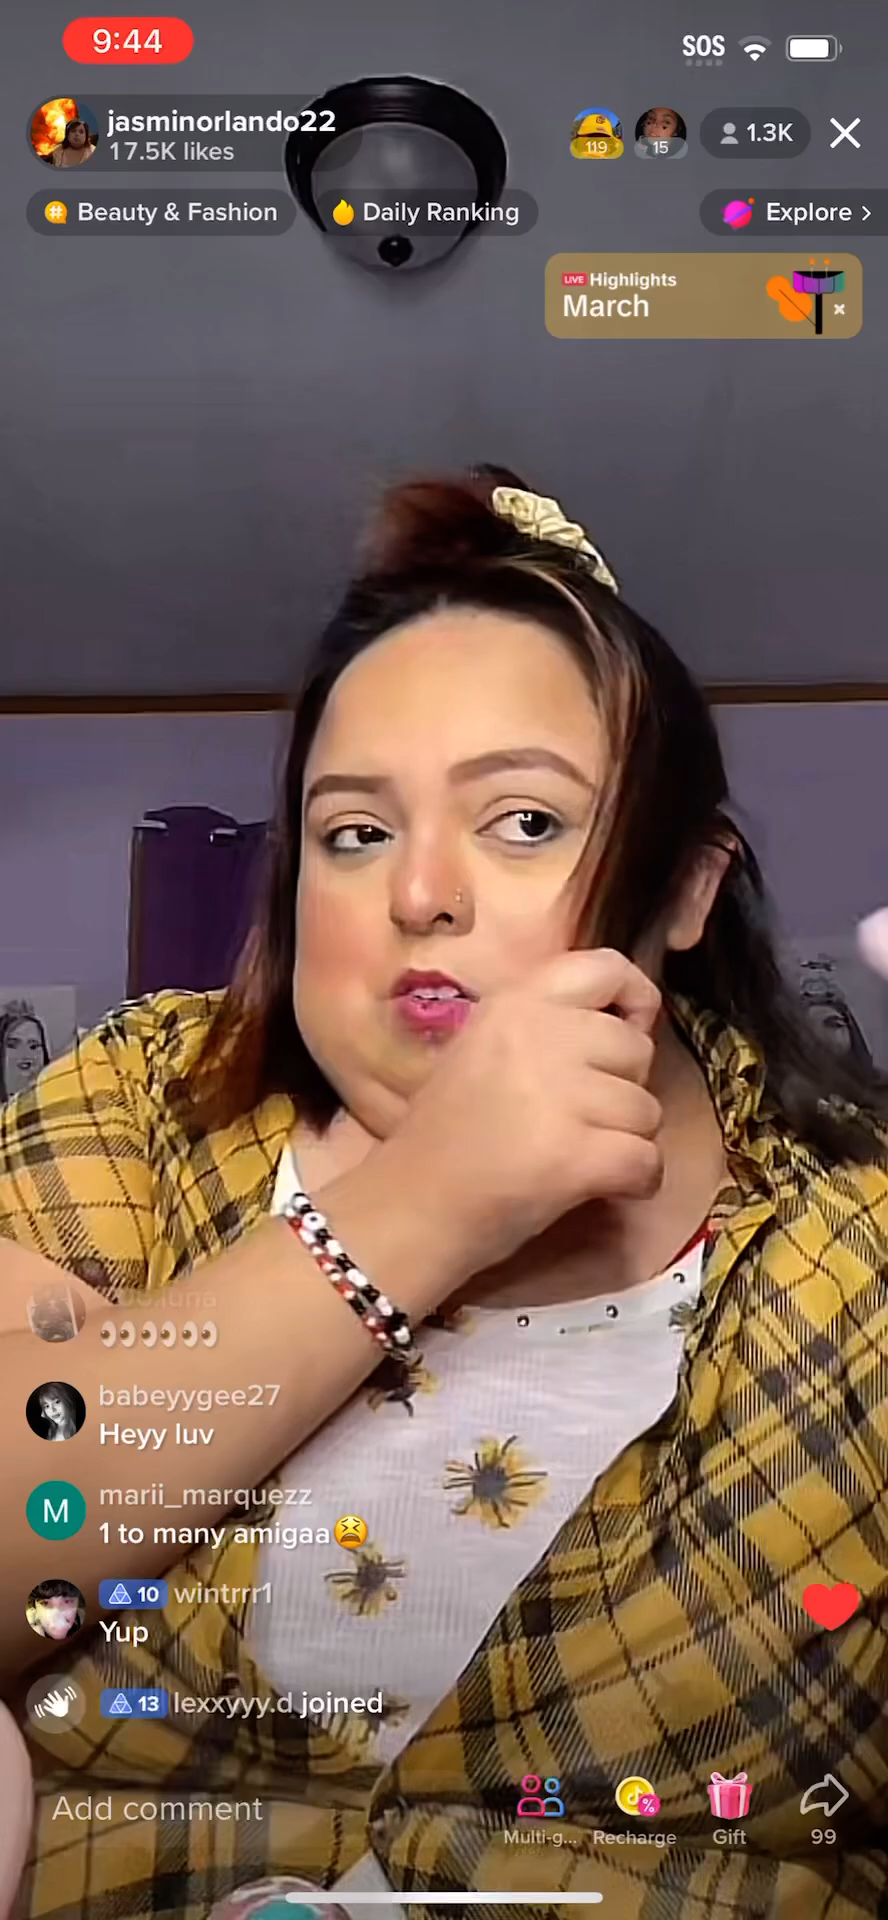 9:44
SOS
jasminorlando22
17.5K likes
119
15
1.3K
Beauty & Fashion
Daily Ranking
Explore >
LIVE Highlights
March
babeyygee27
Heyy luv
M
marii_marquezz
1 to many amigaa😫
10 wintrrr1
Yup
13 lexxyyy.d joined
Add comment
Multi-g...
Recharge
Gift
99